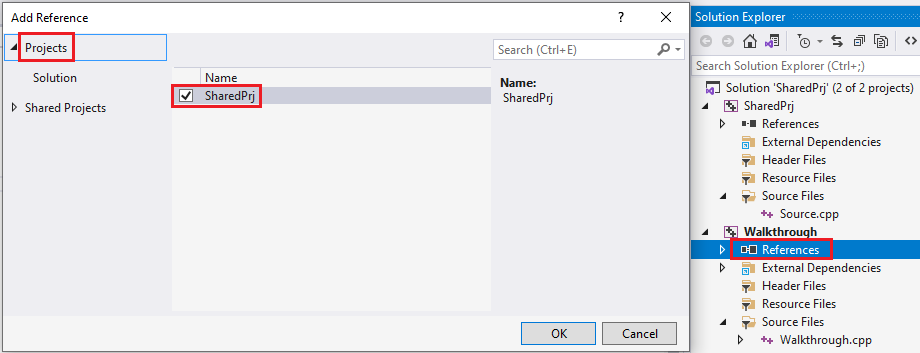 Add Reference
?
Projects
Solution
Shared Projects
Search (Ctrl+E)
Name
SharedPrj
Name:
SharedPrj
OK
Cancel
Solution Explorer
Search Solution Explorer (Ctrl+;)
Solution 'SharedPrj' (2 of 2 projects)
SharedPrj
References
External Dependencies
Header Files
Resource Files
Source Files
Source.cpp
Walkthrough
References
External Dependencies
Header Files
Resource Files
Source Files
Walkthrough.cpp